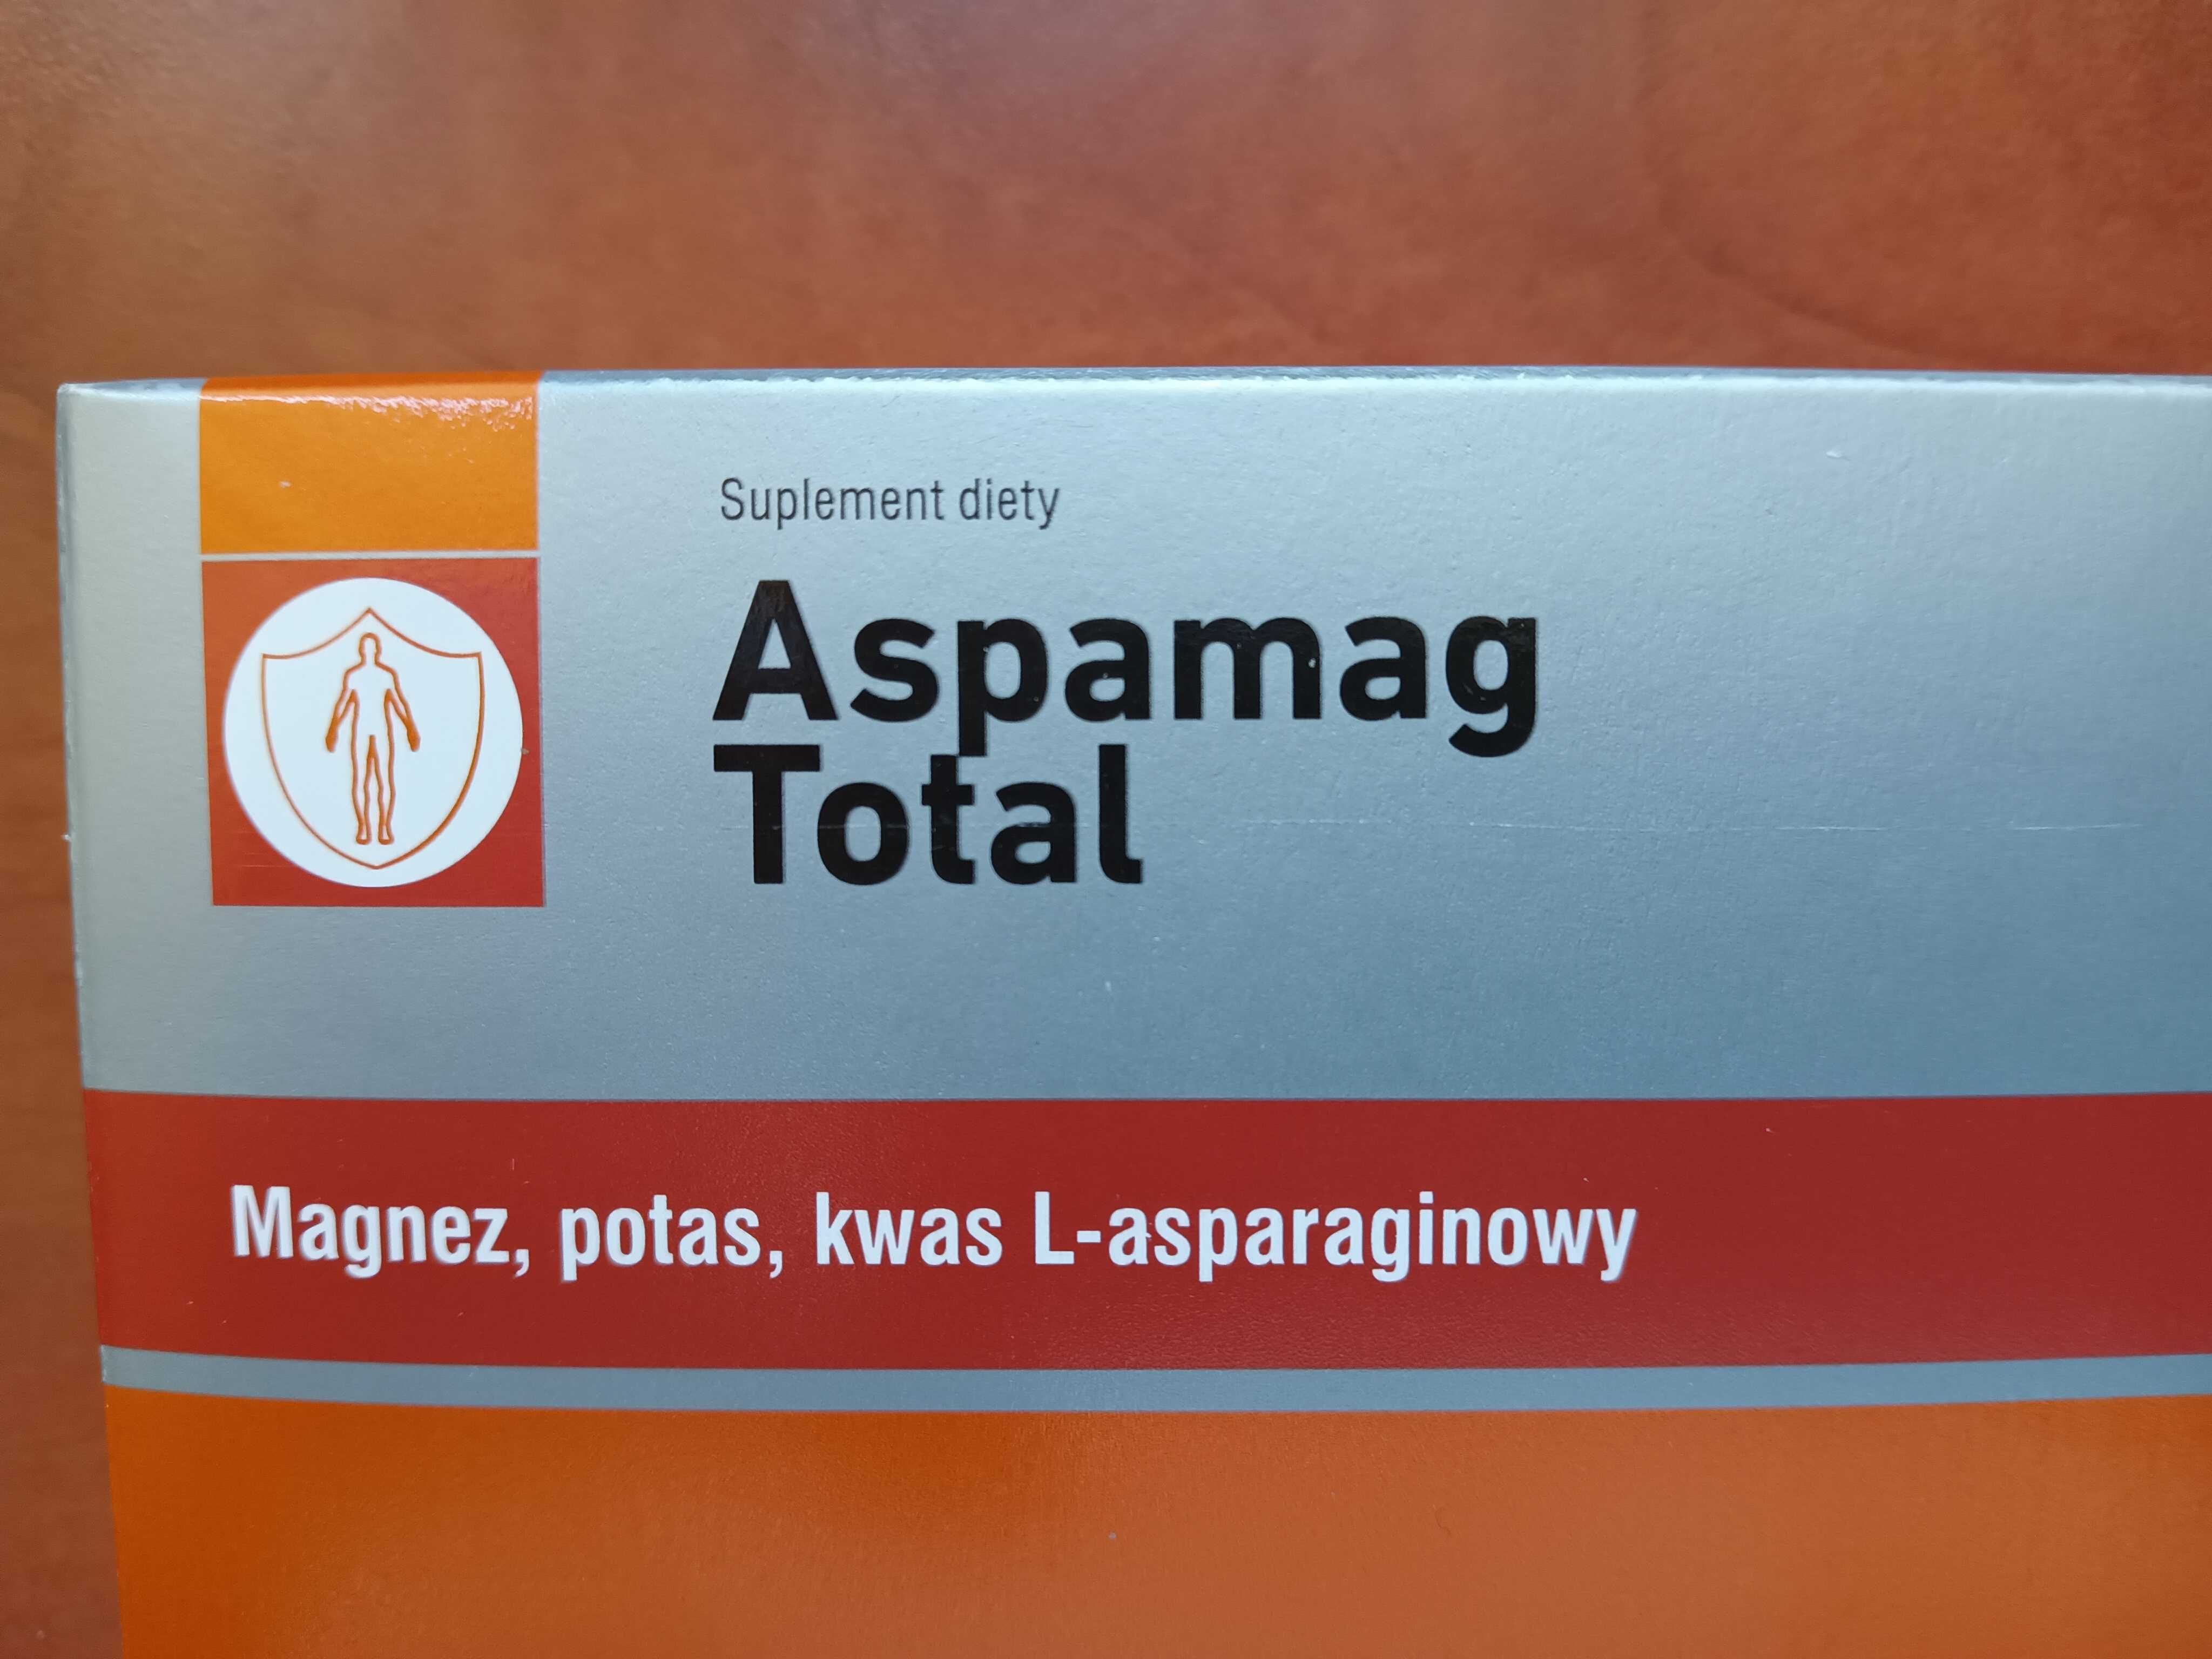 Suplement diety
Aspamag
Total
Magnez, potas, kwas L-asparaginowy